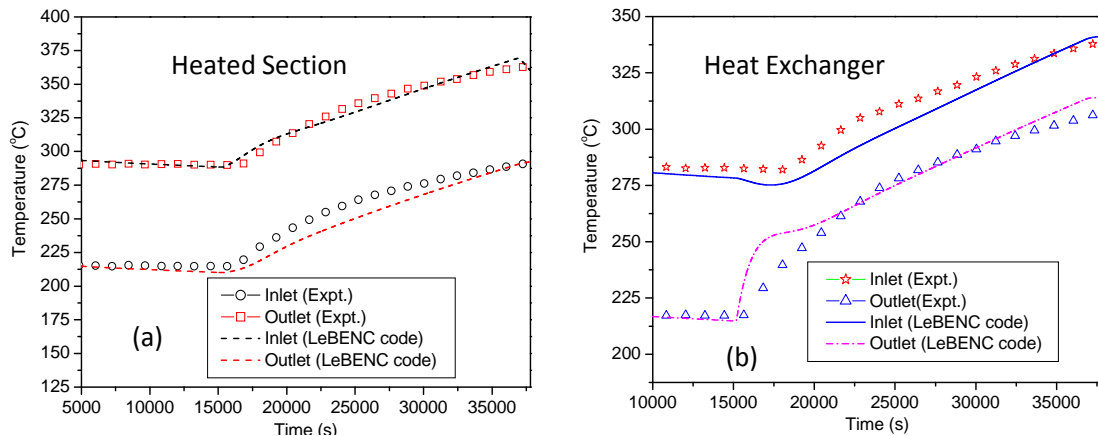 400
375
350
325
300
275
250
225
200
175
150
125
Temperature (°C)
Heated Section
Inlet (Expt.)
Outlet (Expt.)
Inlet (LeBENC code)
Outlet (LeBENC code)
(a)
5000 10000 15000 20000 25000 30000 35000
Time (s)
350
325
300
275
250
225
200
Temperature (°C)
Heat Exchanger
Inlet (Expt.)
Outlet(Expt.)
Inlet (LeBENC code)
Outlet (LeBENC code)
(b)
10000 15000 20000 25000 30000 35000
Time (s)